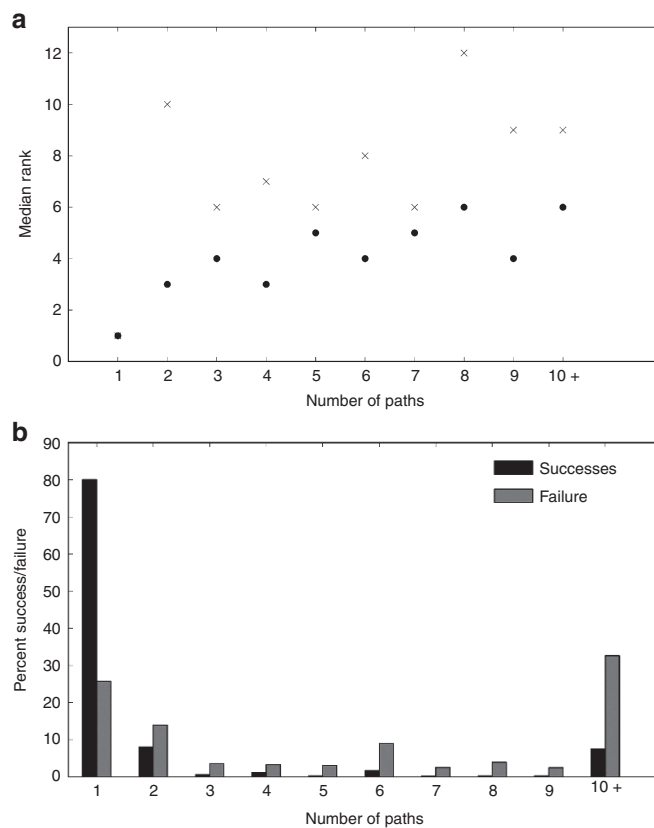 a
12
10
8
6
4
2
0
Median rank
1 2 3 4 5 6 7 8 9 10 +
Number of paths
b
90
80
70
60
50
40
30
20
10
0
Percent success/failure
Successes
Failure
1 2 3 4 5 6 7 8 9 10 +
Number of paths